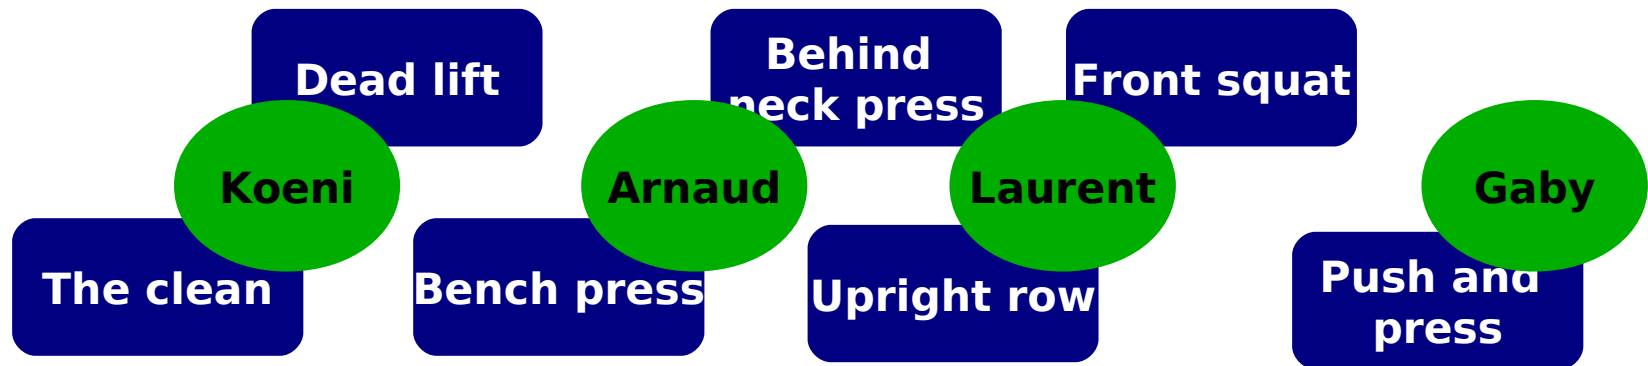 Dead lift
Behind
neck press
Front squat
Koeni
Arnaud
Laurent
Gaby
The clean
Bench press
Upright row
Push and
press